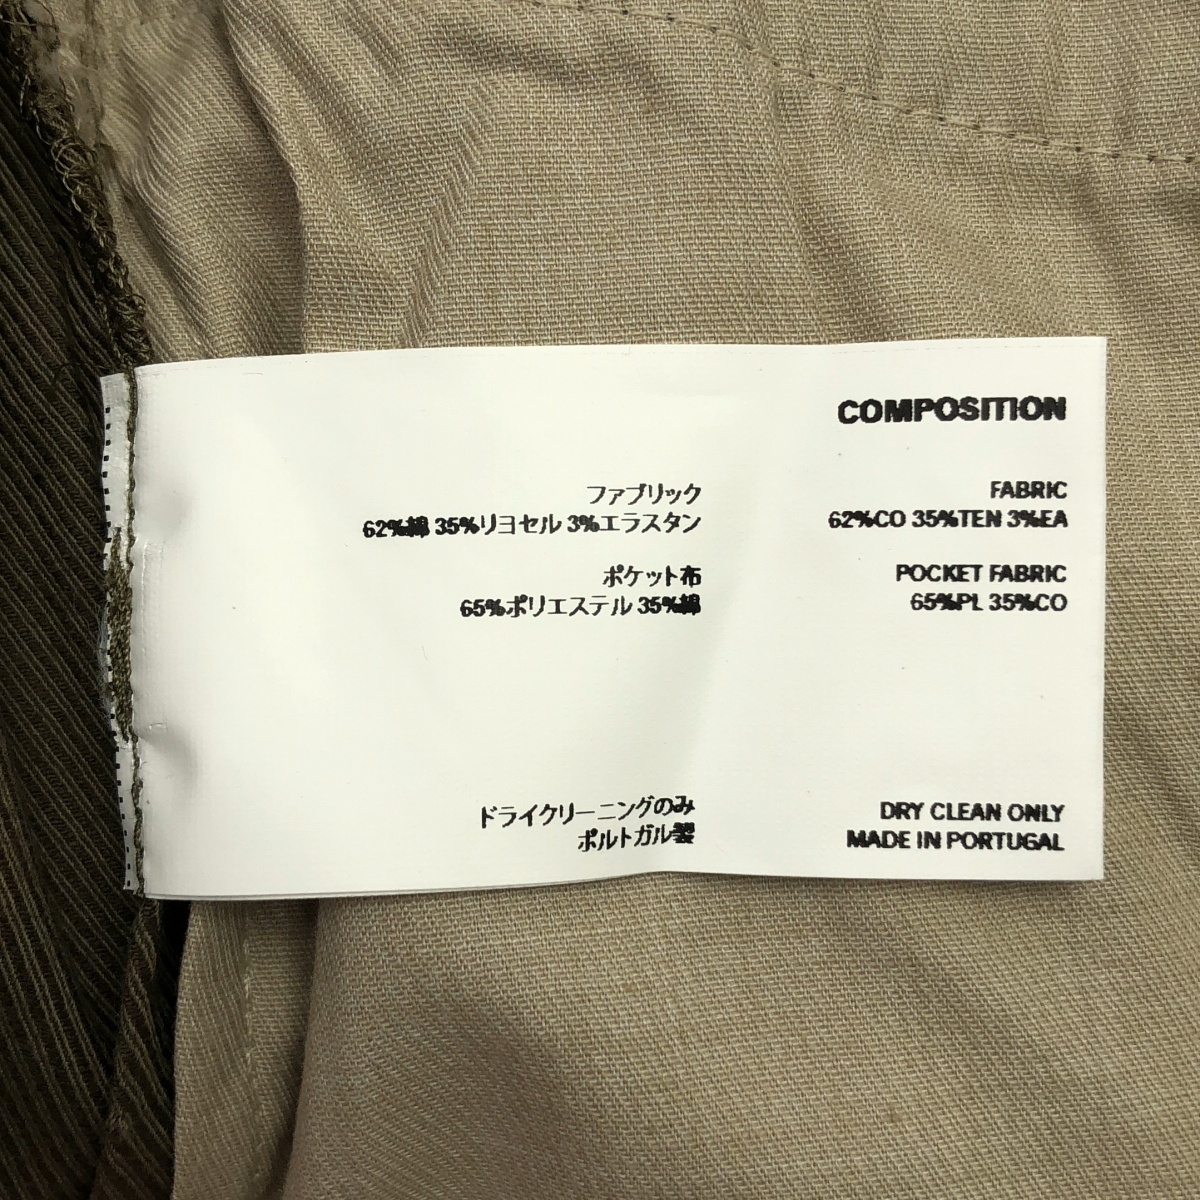 COMPOSITION
ファブリック
62%綿 35%リヨセル 3%エラスタン
ポケット布
65%ポリエステル 35%綿
ドライクリーニングのみ
ポルトガル製
FABRIC
62%CO 35%TEN 3%EA
POCKET FABRIC
65%PL 35%CO
DRY CLEAN ONLY
MADE IN PORTUGAL